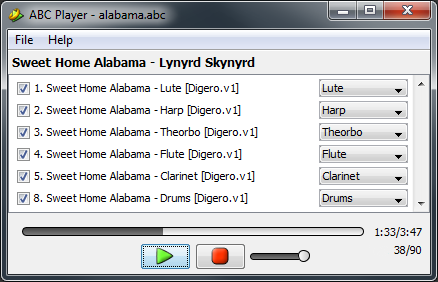 ABC Player - alabama.abc
File Help
Sweet Home Alabama - Lynyrd Skynyrd
1. Sweet Home Alabama - Lute [Digero.v1] Lute
2. Sweet Home Alabama - Harp [Digero.v1] Harp
3. Sweet Home Alabama - Theorbo [Digero.v1] Theorbo
4. Sweet Home Alabama - Flute [Digero.v1] Flute
5. Sweet Home Alabama - Clarinet [Digero.v1] Clarinet
8. Sweet Home Alabama - Drums [Digero.v1] Drums
1:33/3:47
38/90